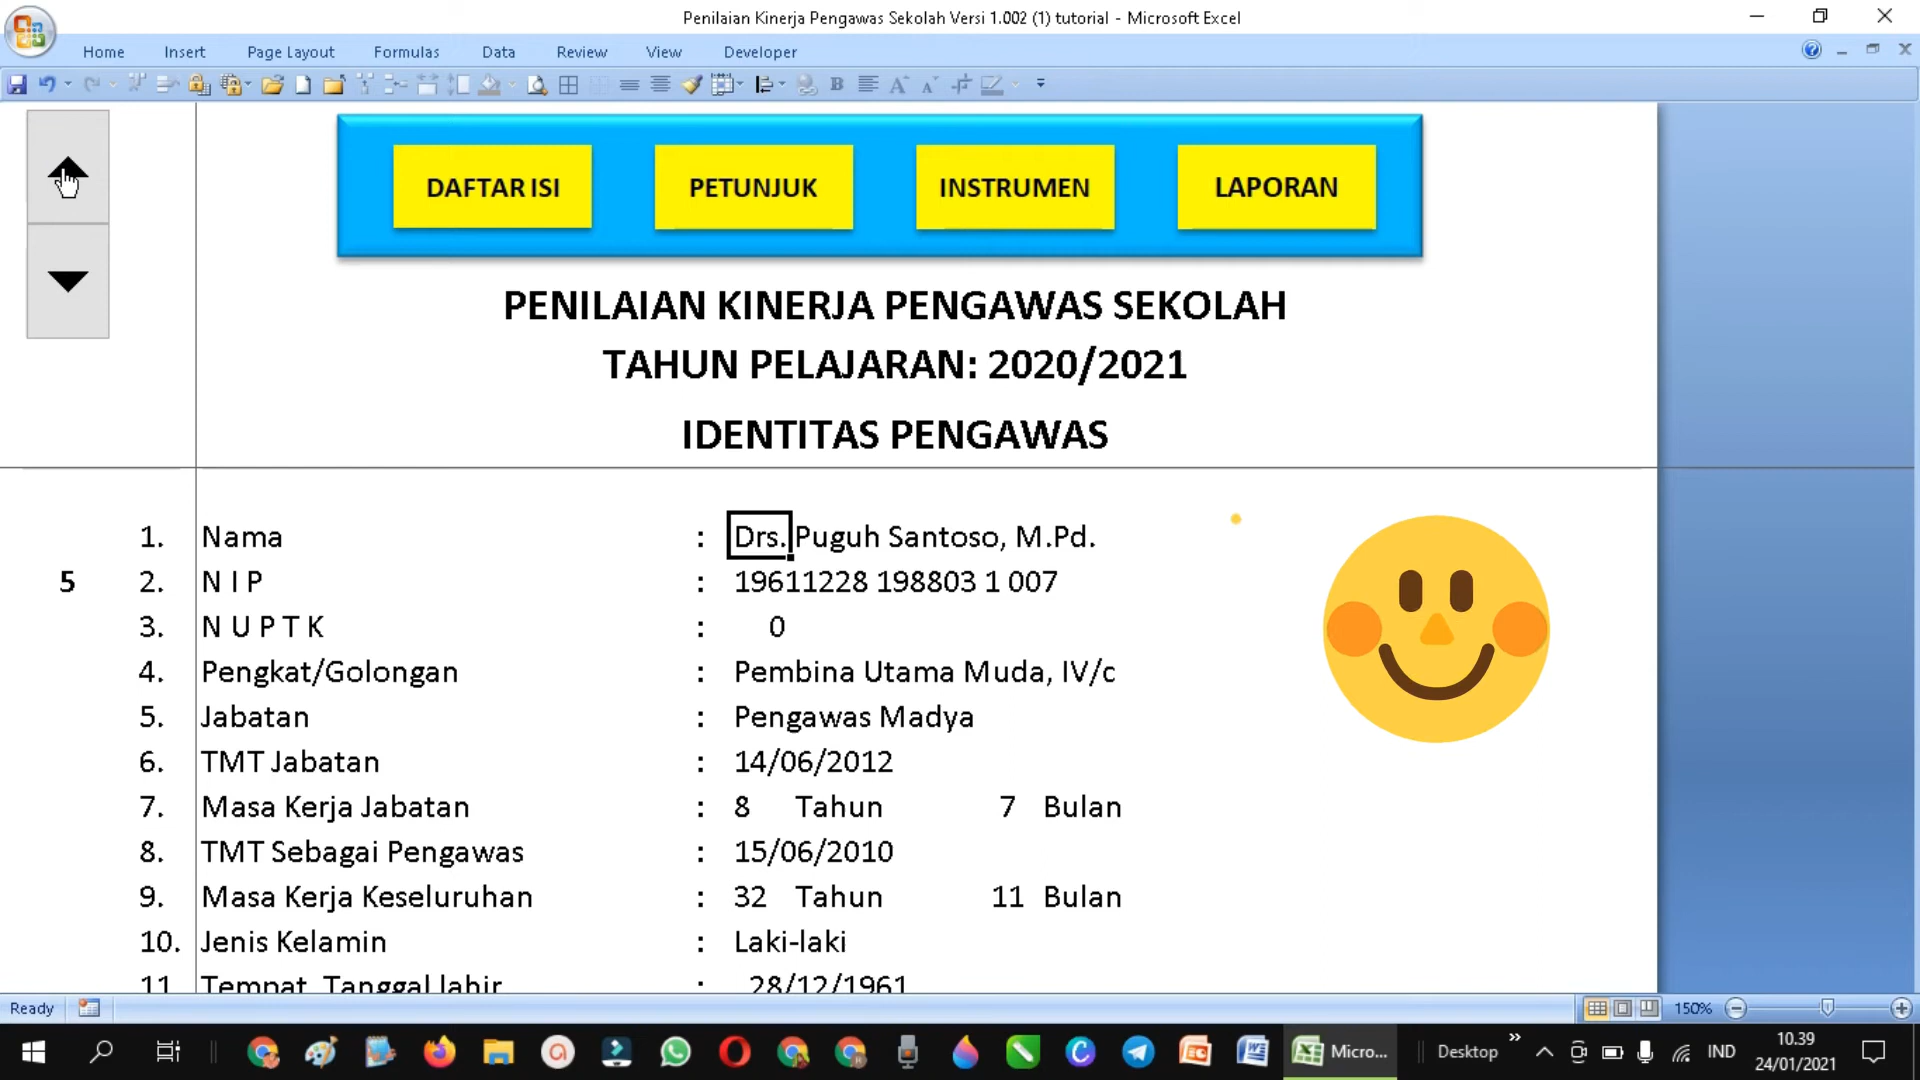 Penilaian Kinerja Pengawas Sekolah Versi 1.002 (1) tutorial - Microsoft Excel
Home Insert Page Layout Formulas Data Review View Developer
DAFTAR ISI PETUNJUK INSTRUMEN LAPORAN
PENILAIAN KINERJA PENGAWAS SEKOLAH
TAHUN PELAJARAN: 2020/2021
IDENTITAS PENGAWAS
1. Nama : Drs. Puguh Santoso, M.Pd.
5 2. N I P : 19611228 198803 1 007
3. N U P T K : 0
4. Pengkat/Golongan : Pembina Utama Muda, IV/c
5. Jabatan : Pengawas Madya
6. TMT Jabatan : 14/06/2012
7. Masa Kerja Jabatan : 8 Tahun 7 Bulan
8. TMT Sebagai Pengawas : 15/06/2010
9. Masa Kerja Keseluruhan : 32 Tahun 11 Bulan
10. Jenis Kelamin : Laki-laki
11 Tempat, Tanggal lahir : 28/12/1961
Ready 150%
Micro... Desktop IND 10.39
24/01/2021